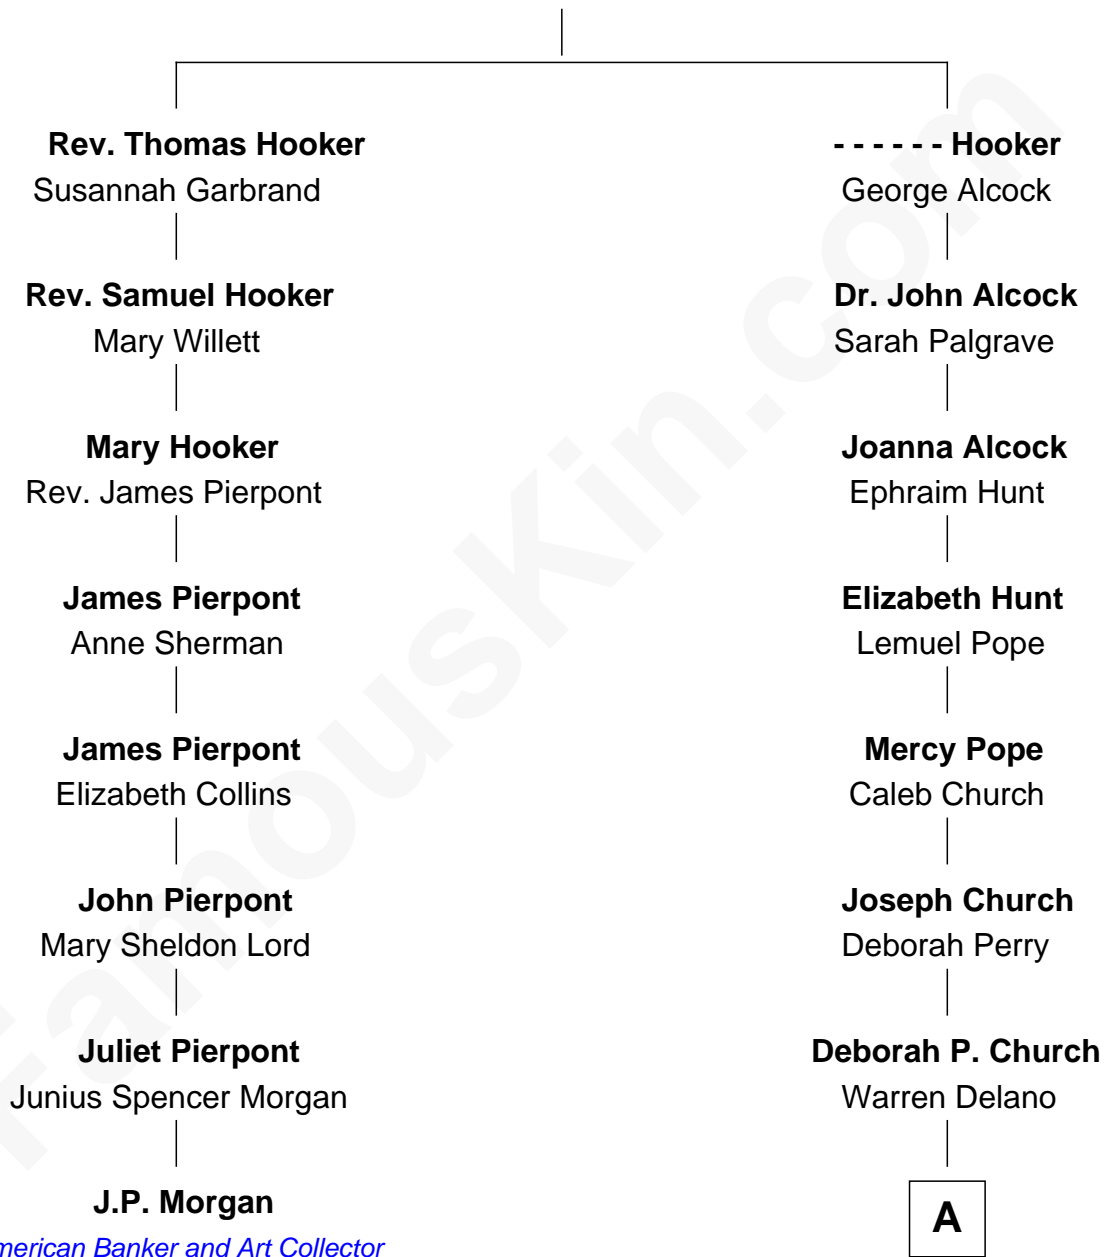 Rev. Thomas Hooker
Susannah Garbrand
Rev. Samuel Hooker
Mary Willett
Mary Hooker
Rev. James Pierpont
James Pierpont
Anne Sherman
James Pierpont
Elizabeth Collins
John Pierpont
Mary Sheldon Lord
Juliet Pierpont
Junius Spencer Morgan
J.P. Morgan
American Banker and Art Collector
- - - - - - Hooker
George Alcock
Dr. John Alcock
Sarah Palgrave
Joanna Alcock
Ephraim Hunt
Elizabeth Hunt
Lemuel Pope
Mercy Pope
Caleb Church
Joseph Church
Deborah Perry
Deborah P. Church
Warren Delano
A
FamousKin.com